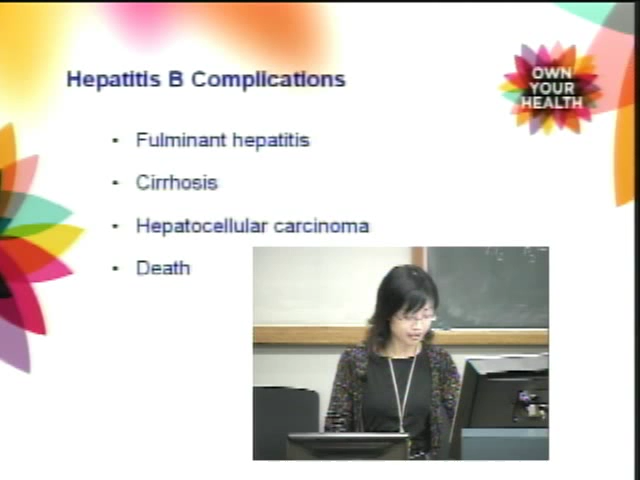 Hepatitis B Complications
OWN
YOUR
HEALTH
• Fulminant hepatitis
• Cirrhosis
• Hepatocellular carcinoma
• Death